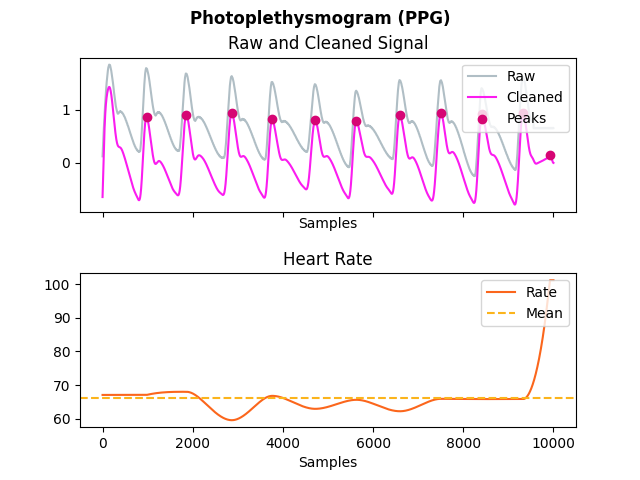 Photoplethysmogram (PPG)
Raw and Cleaned Signal
Raw
Cleaned
Peaks
1
0
Samples
Heart Rate
Rate
Mean
100
90
80
70
60
0 2000 4000 6000 8000 10000
Samples